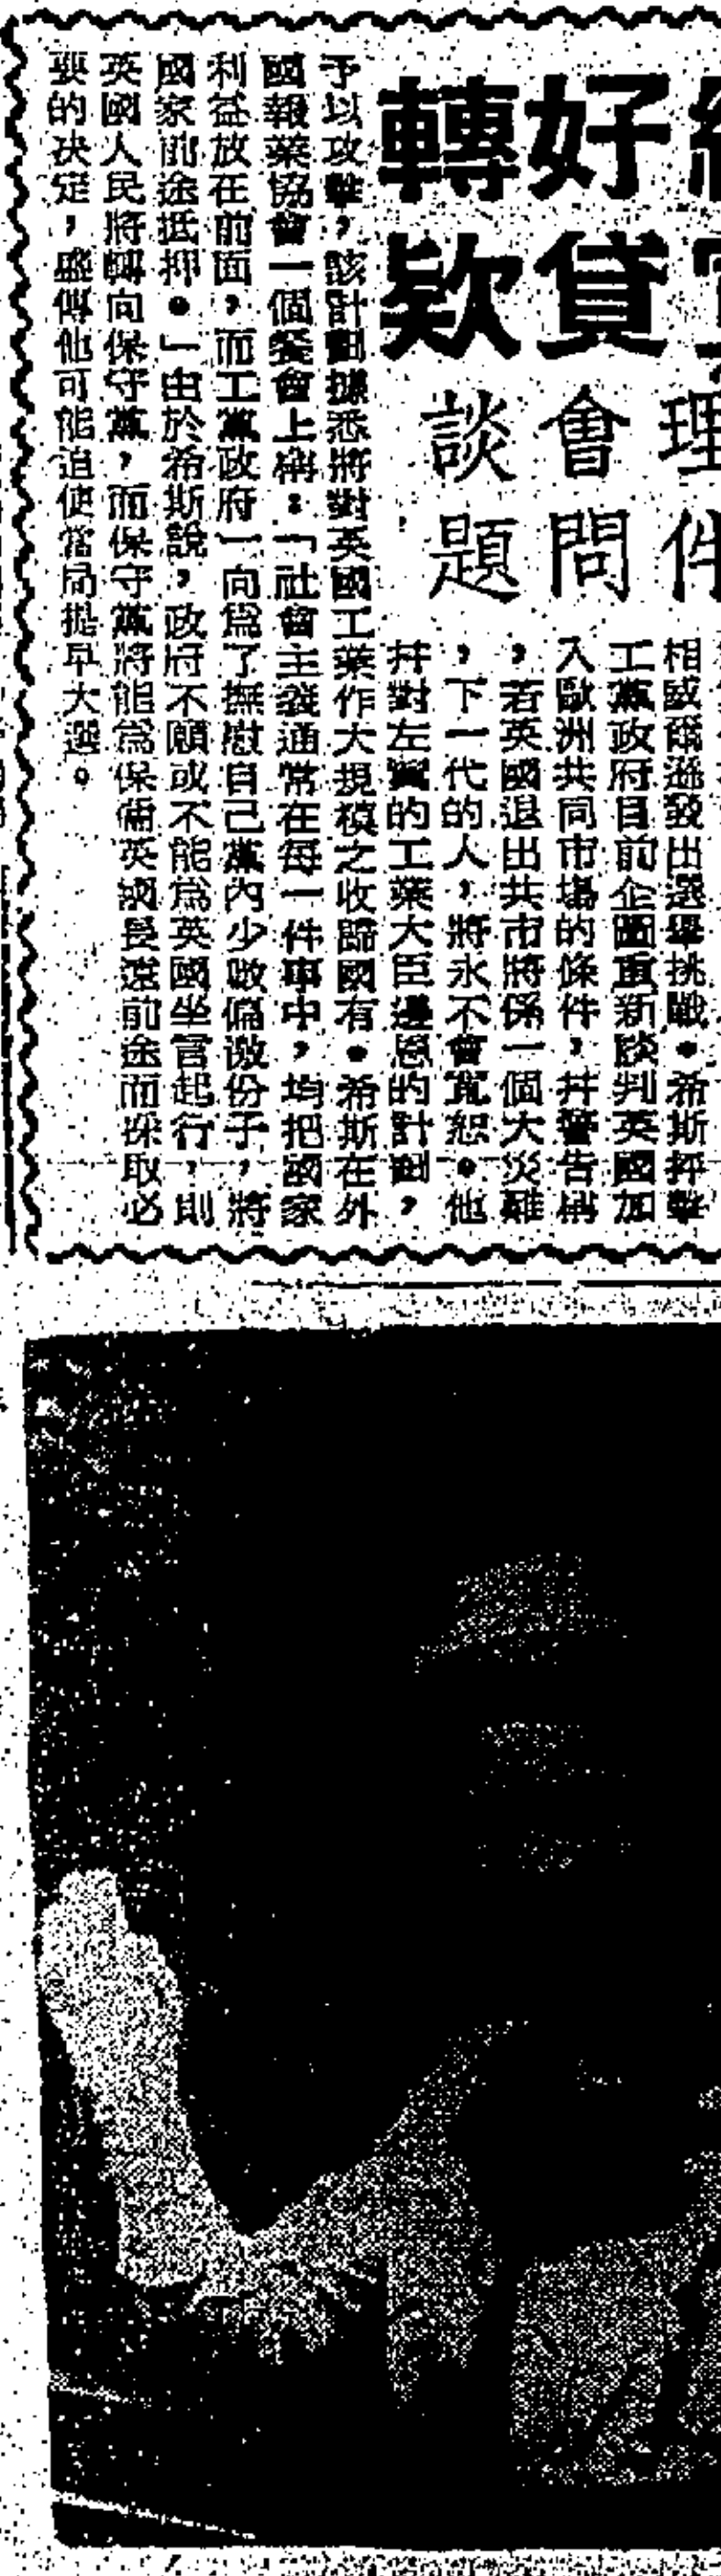 好轉
貸欵
會談
問題
相威爾遜發出選舉挑戰。希斯抨擊
工黨政府目前企圖重新談判英國加
入歐洲共同市場的條件，幷警告稱
，若英國退出共市將係一個大災難
，下一代的人，將永不會寬恕。他
幷對左翼的工業大臣邊恩的計劃，
予以攻擊，該計劃據悉將對英國工業作大規模之收歸國有。希斯在外
國報業協會一個餐會上稱：「社會主義通常在每一件事中，均把國家
利益放在前面，而工黨政府一向爲了撫慰自己黨內少數偏激份子，將
國家前途抵押。」由於希斯說，政府不願或不能爲英國坐言起行，則
英國人民將轉向保守黨，而保守黨將能爲保衞英國長遠前途而採取必
要的决定，盛傳他可能迫使當局提早大選。